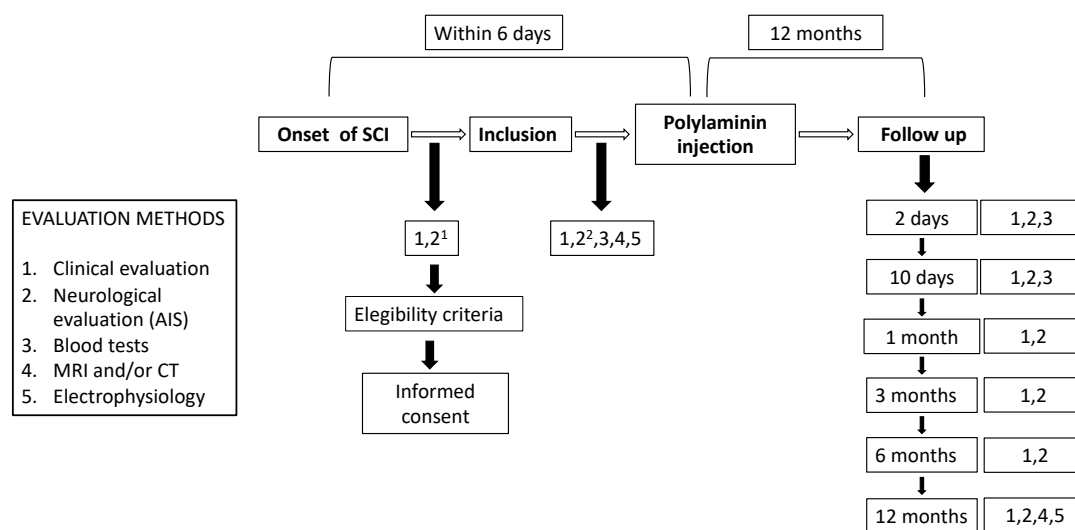 Within 6 days
12 months
Onset of SCI
Inclusion
Polylaminin
injection
Follow up
EVALUATION METHODS
1. Clinical evaluation
2. Neurological
evaluation (AIS)
3. Blood tests
4. MRI and/or CT
5. Electrophysiology
1,2¹
1,2²,3,4,5
Elegibility criteria
Informed
consent
2 days
1,2,3
10 days
1,2,3
1 month
1,2
3 months
1,2
6 months
1,2
12 months
1,2,4,5